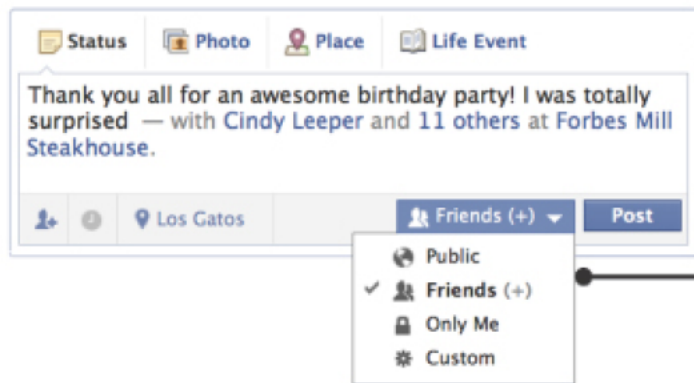 Status Photo Place Life Event
Thank you all for an awesome birthday party! I was totally
surprised — with Cindy Leeper and 11 others at Forbes Mill
Steakhouse.
Los Gatos Friends (+) Post
Public
Friends (+)
Only Me
Custom